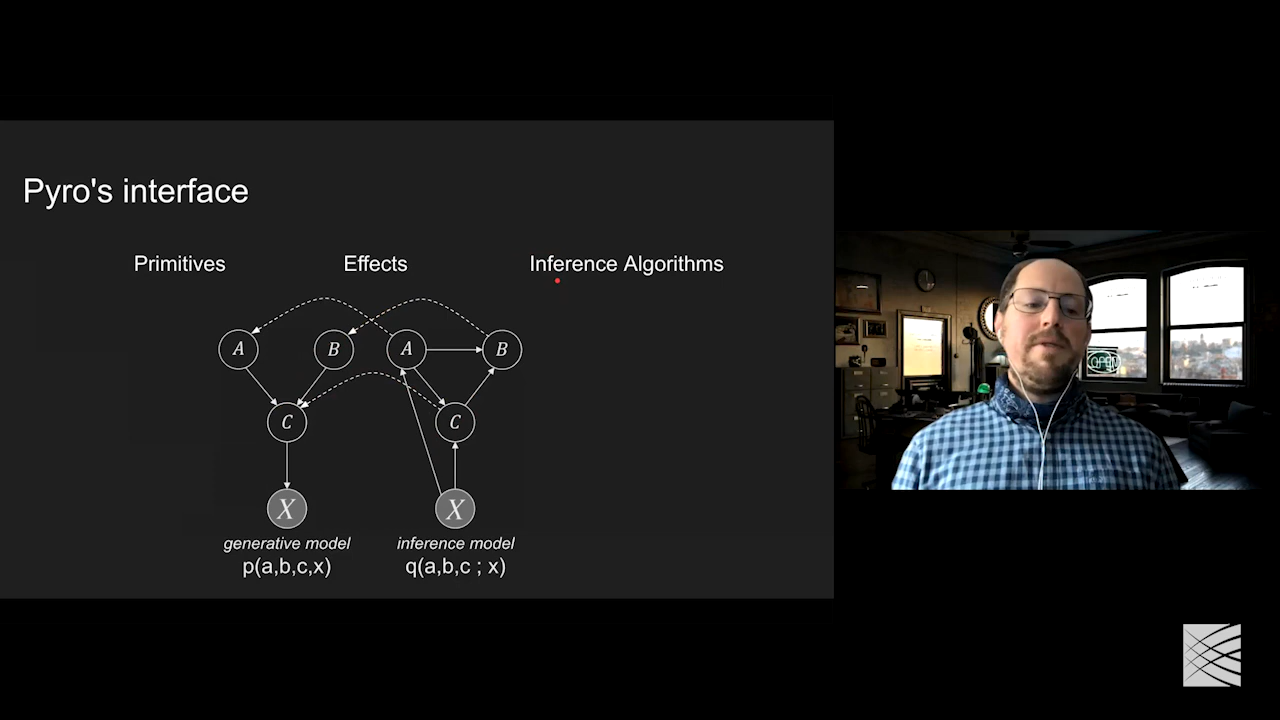 Pyro's interface
Primitives Effects Inference Algorithms
A B A B
C C
X X
generative model inference model
p(a,b,c,x) q(a,b,c ; x)
OPEN